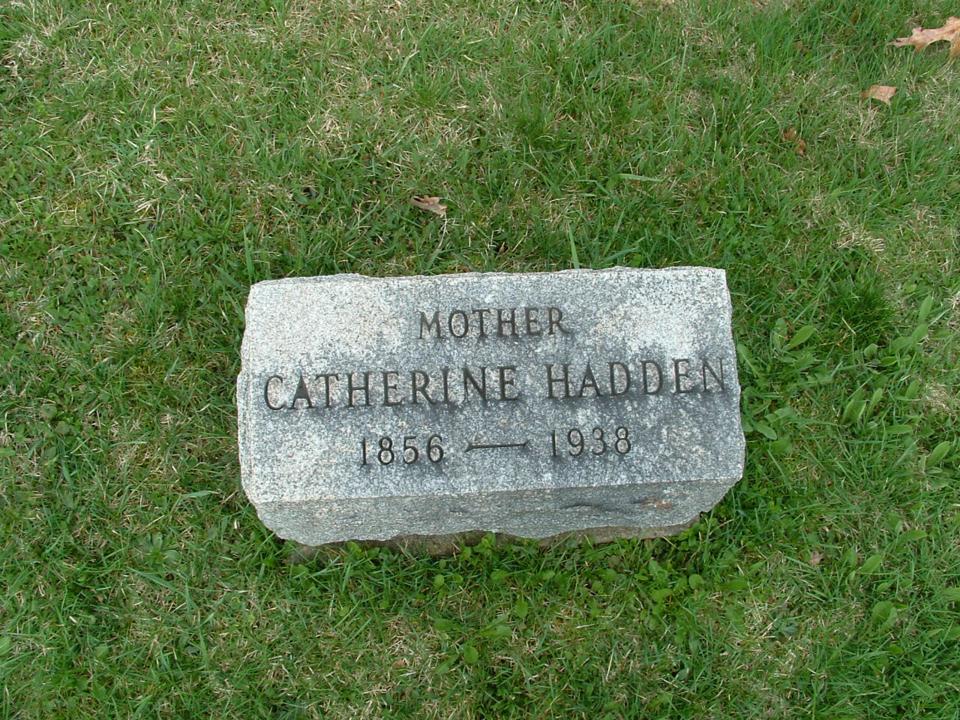 MOTHER
CATHERINE HADDEN
1856 — 1938